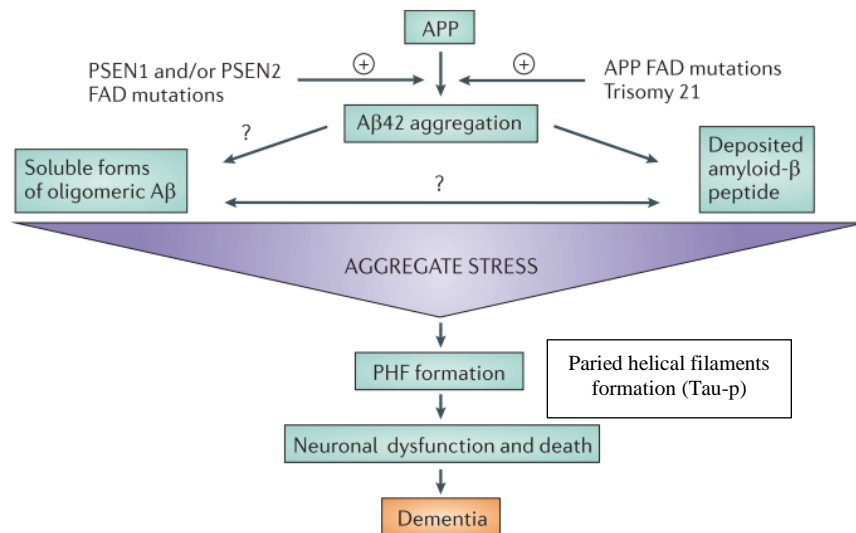 APP
PSEN1 and/or PSEN2
FAD mutations
+
+
APP FAD mutations
Trisomy 21
Aβ42 aggregation
?
Soluble forms
of oligomeric Aβ
?
Deposited
amyloid-β
peptide
AGGREGATE STRESS
PHF formation
Paried helical filaments
formation (Tau-p)
Neuronal dysfunction and death
Dementia